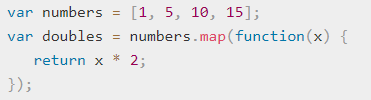 var numbers = [1, 5, 10, 15];
var doubles = numbers.map(function(x) {
   return x * 2;
});